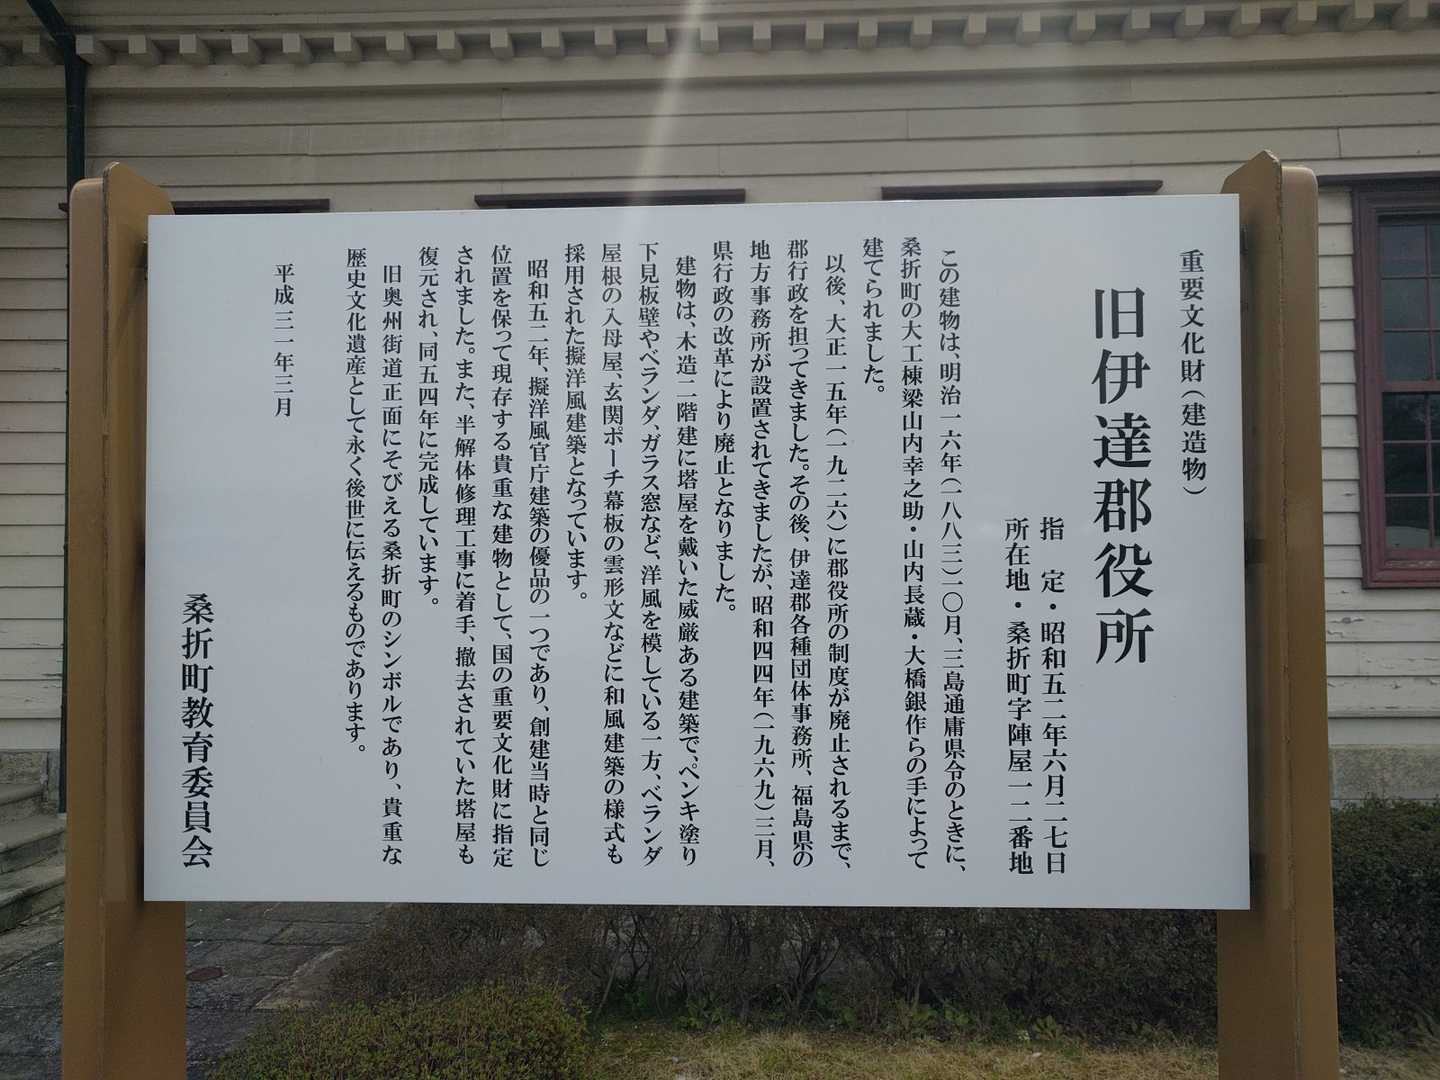 重要文化財（建造物）
旧伊達郡役所
指　定・昭和五二年六月二七日
所在地・桑折町字陣屋一二番地
この建物は、明治一六年（一八八三）一〇月、三島通庸県令のときに、
桑折町の大工棟梁山内幸之助・山内長蔵・大橋銀作らの手によって
建てられました。
以後、大正一五年（一九二六）に郡役所の制度が廃止されるまで、
郡行政を担ってきました。その後、伊達郡各種団体事務所、福島県の
地方事務所が設置されてきましたが、昭和四四年（一九六九）三月、
県行政の改革により廃止となりました。
建物は、木造二階建に塔屋を戴いた威厳ある建築で、ペンキ塗り
下見板壁やベランダ、ガラス窓など、洋風を模している一方、ベランダ
屋根の入母屋、玄関ポーチ幕板の雲形文などに和風建築の様式も
採用された擬洋風建築となっています。
昭和五二年、擬洋風官庁建築の優品の一つであり、創建当時と同じ
位置を保って現存する貴重な建物として、国の重要文化財に指定
されました。また、半解体修理工事に着手、撤去されていた塔屋も
復元され、同五四年に完成しています。
旧奥州街道正面にそびえる桑折町のシンボルであり、貴重な
歴史文化遺産として永く後世に伝えるものであります。
平成三一年三月
桑折町教育委員会